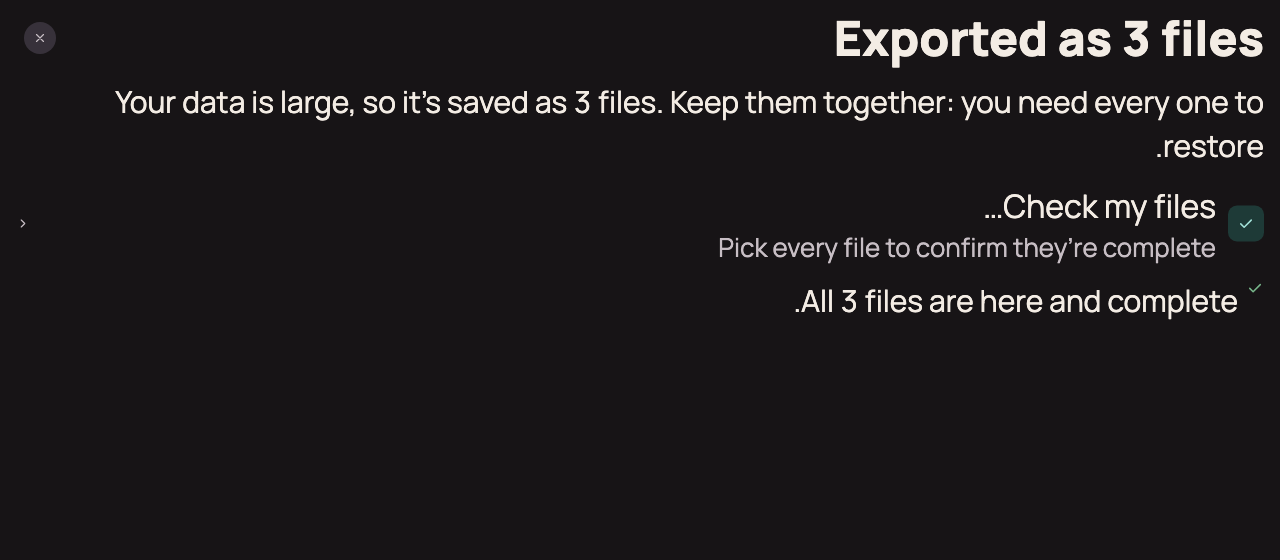 Exported as 3 files
Your data is large, so it’s saved as 3 files. Keep them together: you need every one to
restore.
Check my files…
Pick every file to confirm they’re complete
All 3 files are here and complete.